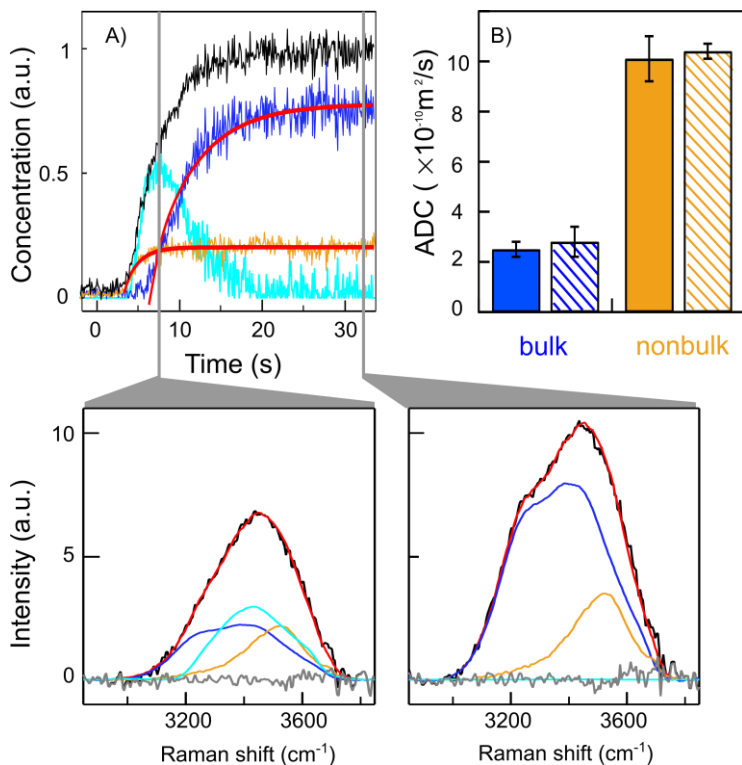 A)
Concentration (a.u.)
1
0.5
0
0 10 20 30
Time (s)
B)
ADC ( ×10⁻¹⁰m²/s)
10
8
6
4
2
0
bulk nonbulk
Intensity (a.u.)
10
5
0
3200 3600
Raman shift (cm⁻¹)
3200 3600
Raman shift (cm⁻¹)